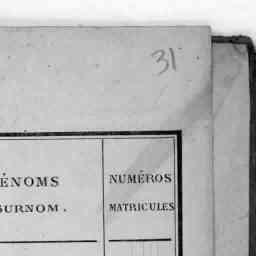 31
ÉNOMS
SURNOM.
NUMÉROS
MATRICULES